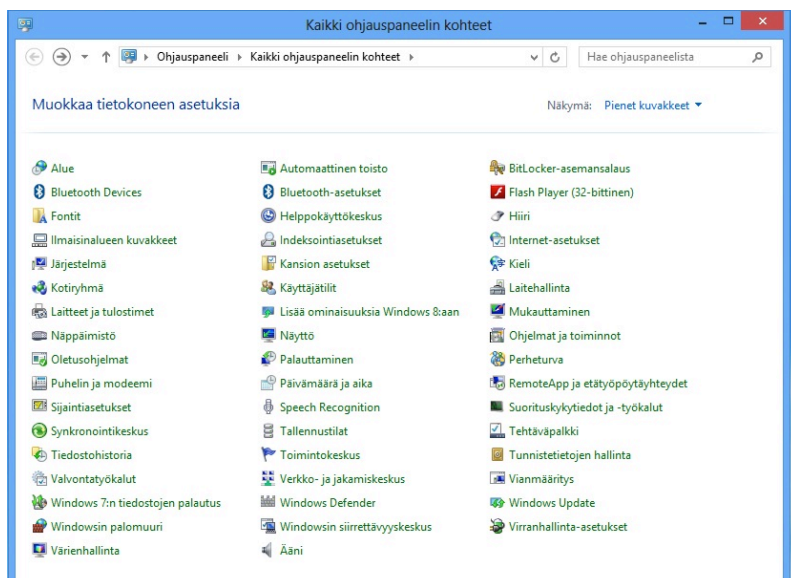 Kaikki ohjauspaneelin kohteet
Ohjauspaneeli Kaikki ohjauspaneelin kohteet
Hae ohjauspaneelista
Muokkaa tietokoneen asetuksia
Näkymä: Pienet kuvakkeet
Alue Automaattinen toisto BitLocker-asemansalaus
Bluetooth Devices Bluetooth-asetukset Flash Player (32-bittinen)
Fontit Helppokäyttökeskus Hiiri
Ilmaisinalueen kuvakkeet Indeksointiasetukset Internet-asetukset
Järjestelmä Kansion asetukset Kieli
Kotiryhmä Käyttäjätilit Laitehallinta
Laitteet ja tulostimet Lisää ominaisuuksia Windows 8:aan Mukauttaminen
Näppäimistö Näyttö Ohjelmat ja toiminnot
Oletusohjelmat Palauttaminen Perheturva
Puhelin ja modeemi Päivämäärä ja aika RemoteApp ja etätyöpöytäyhteydet
Sijaintiasetukset Speech Recognition Suorituskykytiedot ja -työkalut
Synkronointikeskus Tallennustilat Tehtäväpalkki
Tiedostohistoria Toimintokeskus Tunnistetietojen hallinta
Valvontatyökalut Verkko- ja jakamiskeskus Vianmääritys
Windows 7:n tiedostojen palautus Windows Defender Windows Update
Windowsin palomuuri Windowsin siirrettävyyskeskus Virranhallinta-asetukset
Värienhallinta Ääni